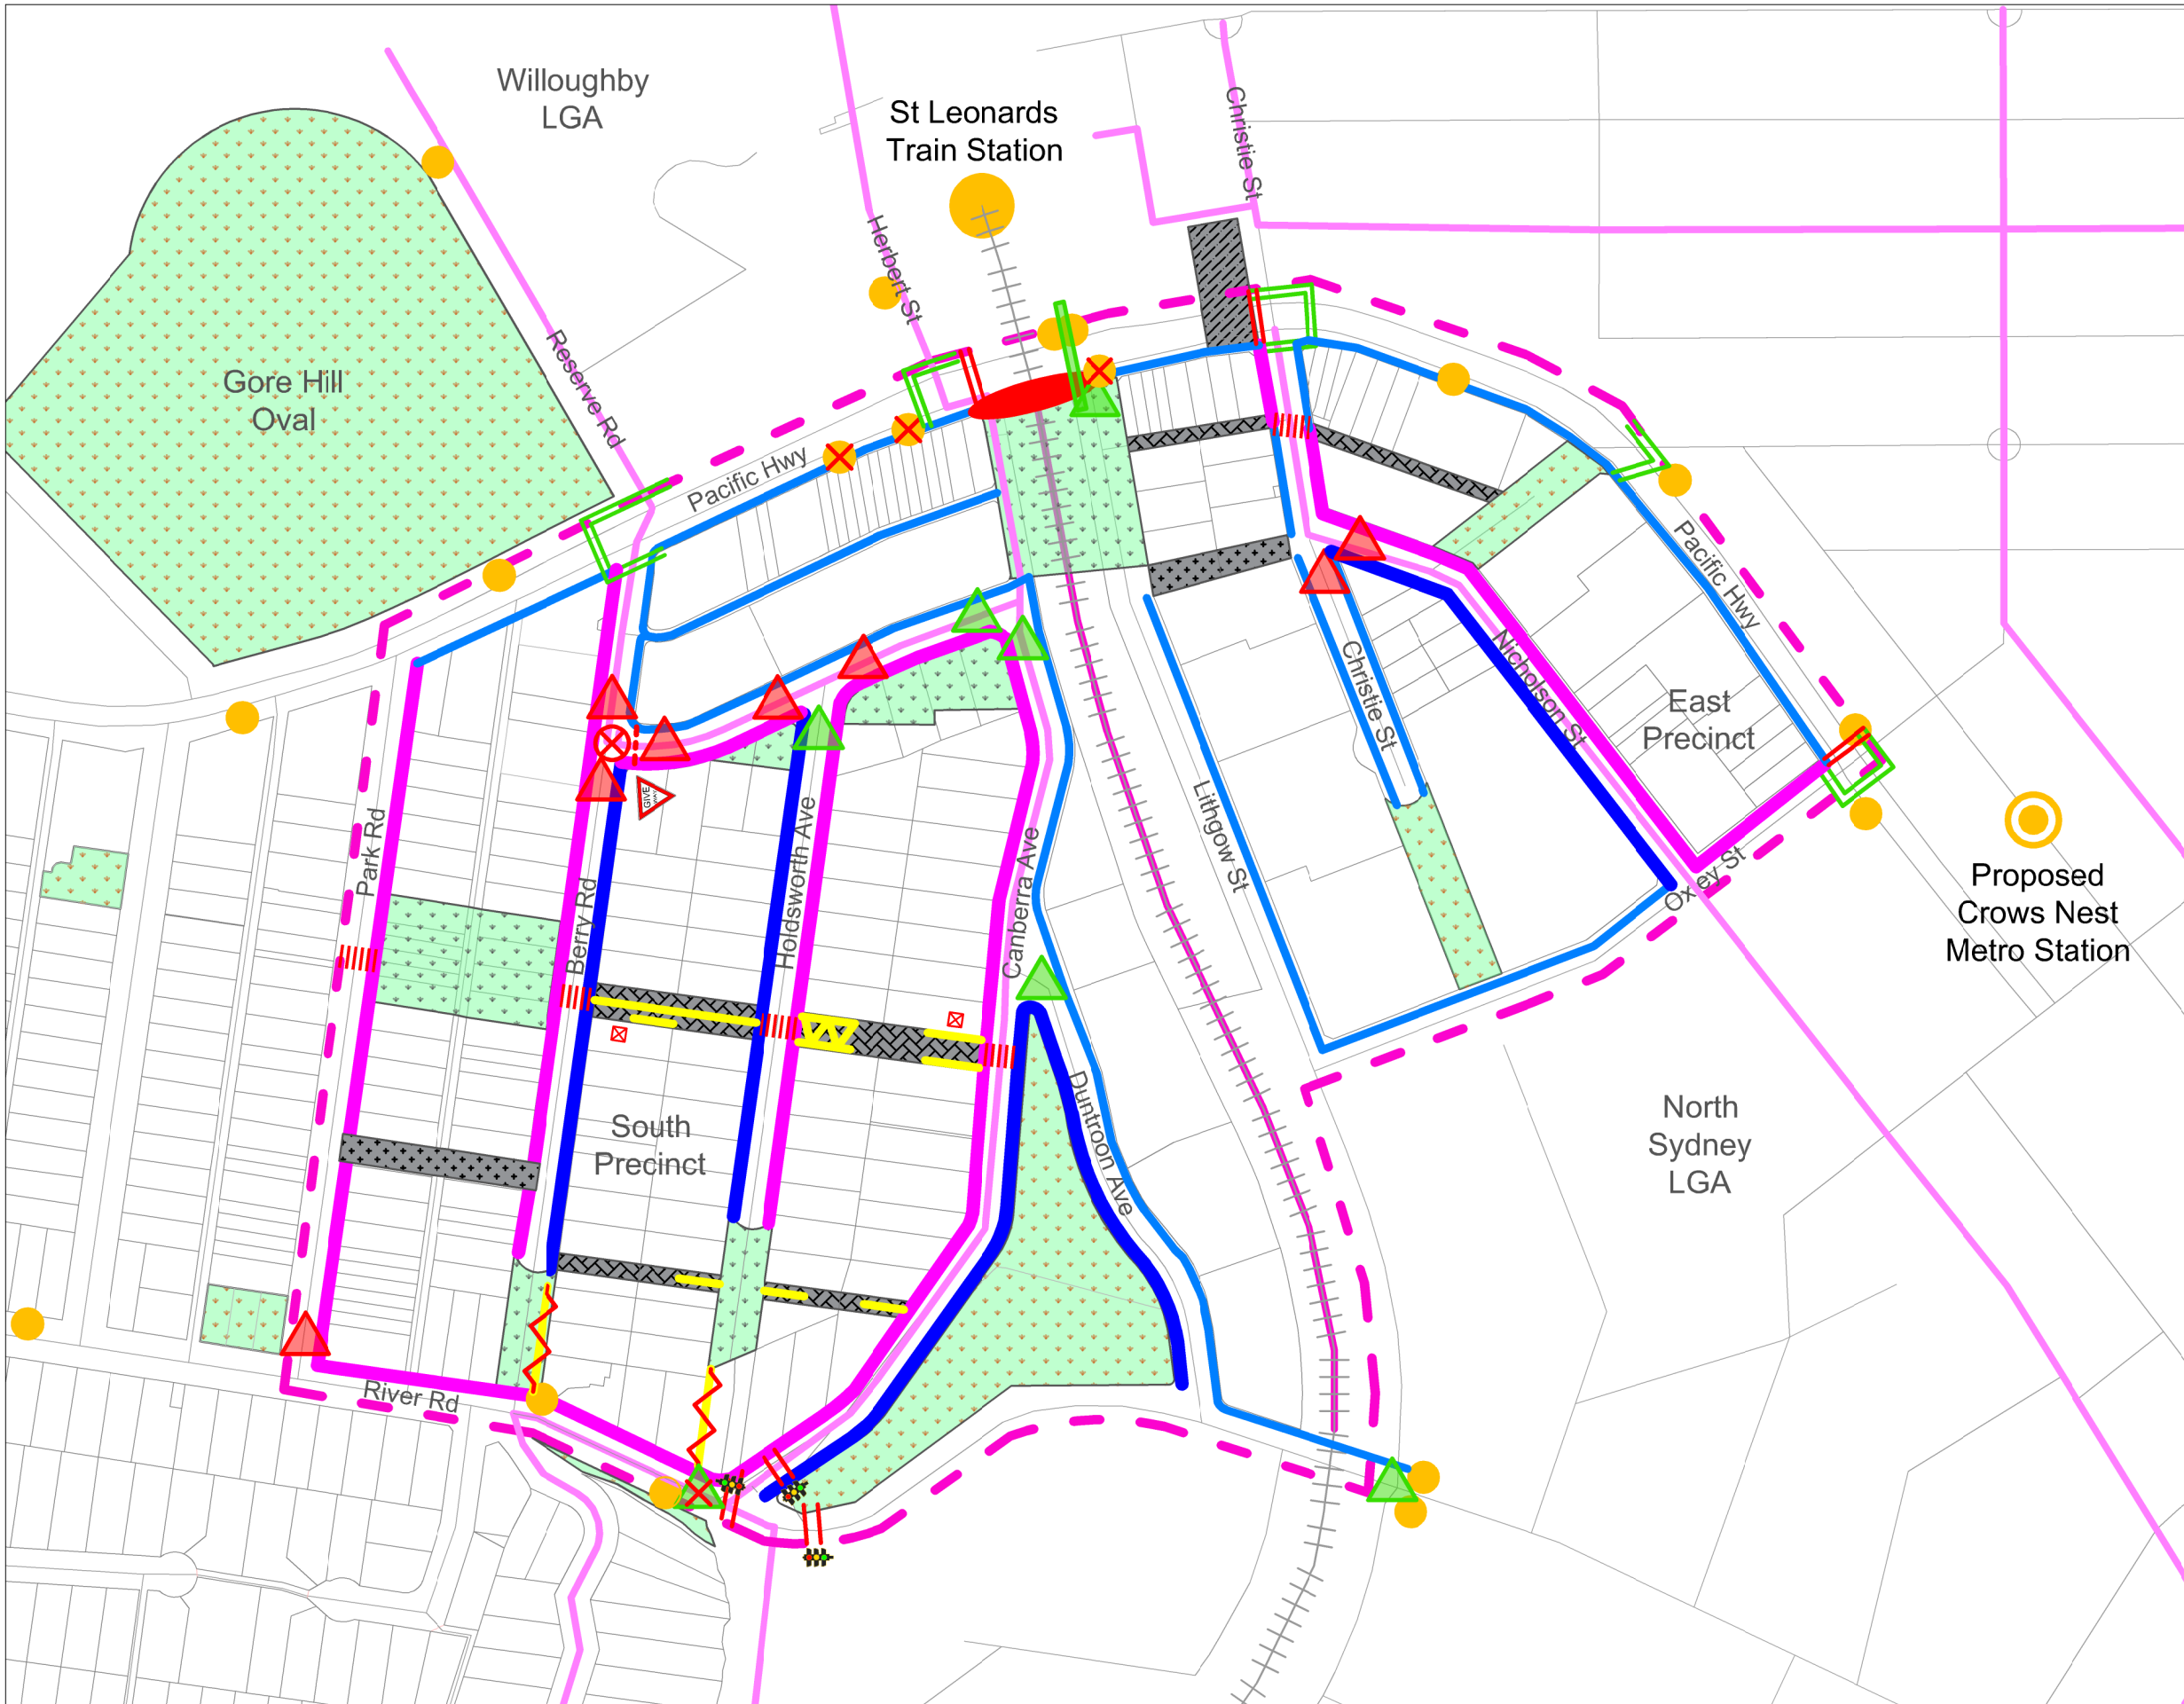 Willoughby
LGA
St Leonards
Train Station
Christie St
Herbert St
Reserve Rd
Gore Hill
Oval
Pacific Hwy
Pacific Hwy
Nicholson St
Christie St
East
Precinct
Lithgow St
Oxley St
Proposed
Crows Nest
Metro Station
GIVE
WAY
Park Rd
Berry Rd
Holdsworth Ave
Canberra Ave
Duntroon Ave
South
Precinct
North
Sydney
LGA
River Rd